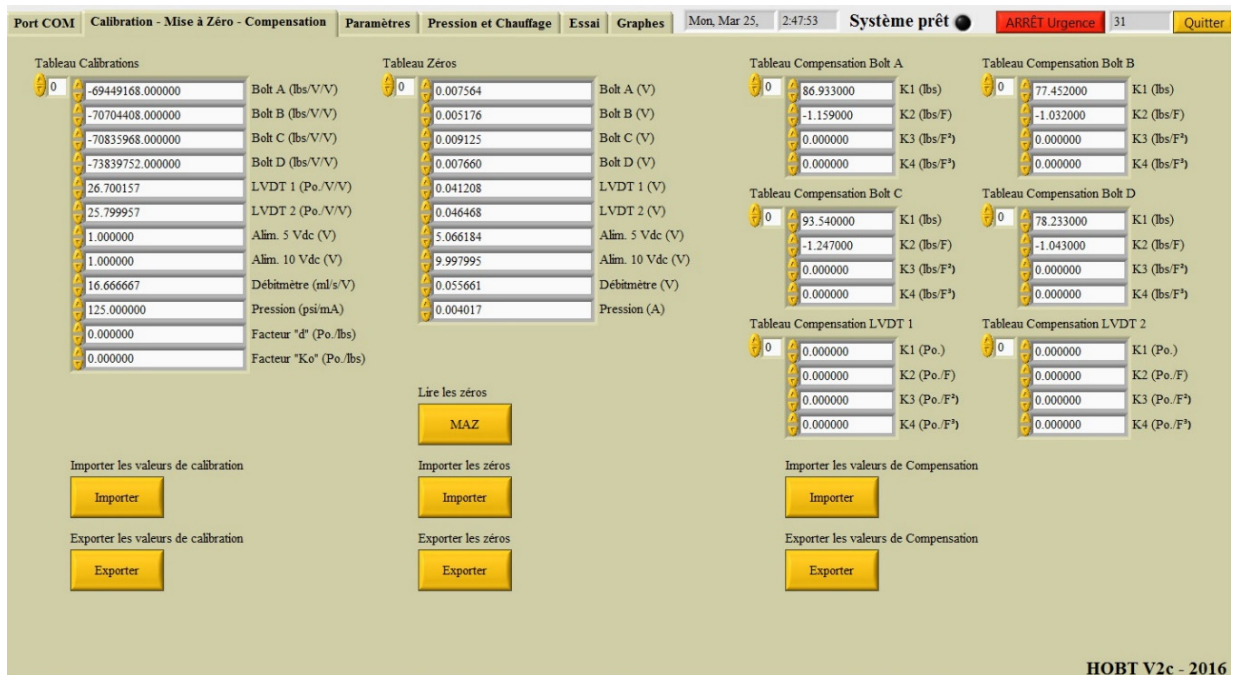 Port COM Calibration - Mise à Zéro - Compensation Paramètres Pression et Chauffage Essai Graphes Mon, Mar 25, 2:47:53 Système prêt ARRÊT Urgence 31 Quitter
Tableau Calibrations
0
-69449168.000000 Bolt A (lbs/V/V)
-70704408.000000 Bolt B (lbs/V/V)
-70835968.000000 Bolt C (lbs/V/V)
-73839752.000000 Bolt D (lbs/V/V)
26.700157 LVDT 1 (Po./V/V)
25.799957 LVDT 2 (Po./V/V)
1.000000 Alim. 5 Vdc (V)
1.000000 Alim. 10 Vdc (V)
16.666667 Débitmètre (ml/s/V)
125.000000 Pression (psi/mA)
0.000000 Facteur "d" (Po./lbs)
0.000000 Facteur "Ko" (Po./lbs)
Importer les valeurs de calibration
Importer
Exporter les valeurs de calibration
Exporter
Tableau Zéros
0
0.007564 Bolt A (V)
0.005176 Bolt B (V)
0.009125 Bolt C (V)
0.007660 Bolt D (V)
0.041208 LVDT 1 (V)
0.046468 LVDT 2 (V)
5.066184 Alim. 5 Vdc (V)
9.997995 Alim. 10 Vdc (V)
0.055661 Débitmètre (V)
0.004017 Pression (A)
Lire les zéros
MAZ
Importer les zéros
Importer
Exporter les zéros
Exporter
Tableau Compensation Bolt A
0
86.933000 K1 (lbs)
-1.159000 K2 (lbs/F)
0.000000 K3 (lbs/F²)
0.000000 K4 (lbs/F³)
Tableau Compensation Bolt B
0
77.452000 K1 (lbs)
-1.032000 K2 (lbs/F)
0.000000 K3 (lbs/F²)
0.000000 K4 (lbs/F³)
Tableau Compensation Bolt C
0
93.540000 K1 (lbs)
-1.247000 K2 (lbs/F)
0.000000 K3 (lbs/F²)
0.000000 K4 (lbs/F³)
Tableau Compensation Bolt D
0
78.233000 K1 (lbs)
-1.043000 K2 (lbs/F)
0.000000 K3 (lbs/F²)
0.000000 K4 (lbs/F³)
Tableau Compensation LVDT 1
0
0.000000 K1 (Po.)
0.000000 K2 (Po./F)
0.000000 K3 (Po./F²)
0.000000 K4 (Po./F³)
Tableau Compensation LVDT 2
0
0.000000 K1 (Po.)
0.000000 K2 (Po./F)
0.000000 K3 (Po./F²)
0.000000 K4 (Po./F³)
Importer les valeurs de Compensation
Importer
Exporter les valeurs de Compensation
Exporter
HOBT V2c - 2016